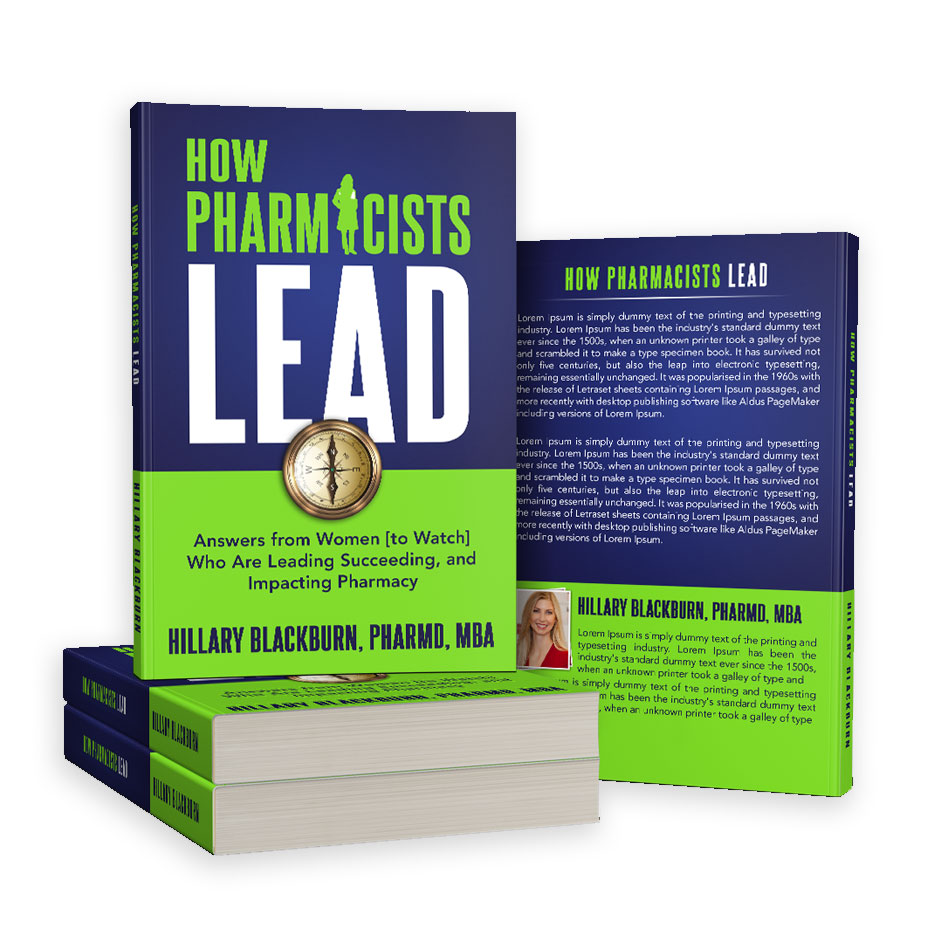 HOW
PHARMACISTS
LEAD
Answers from Women [to Watch]
Who Are Leading Succeeding, and
Impacting Pharmacy
HILLARY BLACKBURN, PHARMD, MBA
HOW PHARMACISTS LEAD
HILLARY BLACKBURN
HOW PHARMACISTS LEAD
Lorem Ipsum is simply dummy text of the printing and typesetting
industry. Lorem Ipsum has been the industry's standard dummy text
ever since the 1500s, when an unknown printer took a galley of type
and scrambled it to make a type specimen book. It has survived not
only five centuries, but also the leap into electronic typesetting,
remaining essentially unchanged. It was popularised in the 1960s with
the release of Letraset sheets containing Lorem Ipsum passages, and
more recently with desktop publishing software like Aldus PageMaker
including versions of Lorem Ipsum.
Lorem Ipsum is simply dummy text of the printing and typesetting
industry. Lorem Ipsum has been the industry's standard dummy text
ever since the 1500s, when an unknown printer took a galley of type
and scrambled it to make a type specimen book. It has survived not
only five centuries, but also the leap into electronic typesetting,
remaining essentially unchanged. It was popularised in the 1960s with
the release of Letraset sheets containing Lorem Ipsum passages, and
more recently with desktop publishing software like Aldus PageMaker
including versions of Lorem Ipsum.
HILLARY BLACKBURN, PHARMD, MBA
Lorem Ipsum is simply dummy text of the printing and
typesetting industry. Lorem Ipsum has been the
industry's standard dummy text ever since the 1500s,
when an unknown printer took a galley of type and
is simply dummy text of the printing and typesetting
has been the industry's standard dummy text ever since
when an unknown printer took a galley of type
HOW PHARMACISTS LEAD
HILLARY BLACKBURN
HILLARY BLACKBURN, PHARMD, MBA
HOW PHARMACISTS LEAD
HILLARY BLACKBURN
HOW PHARMACISTS LEAD
HILLARY BLACKBURN